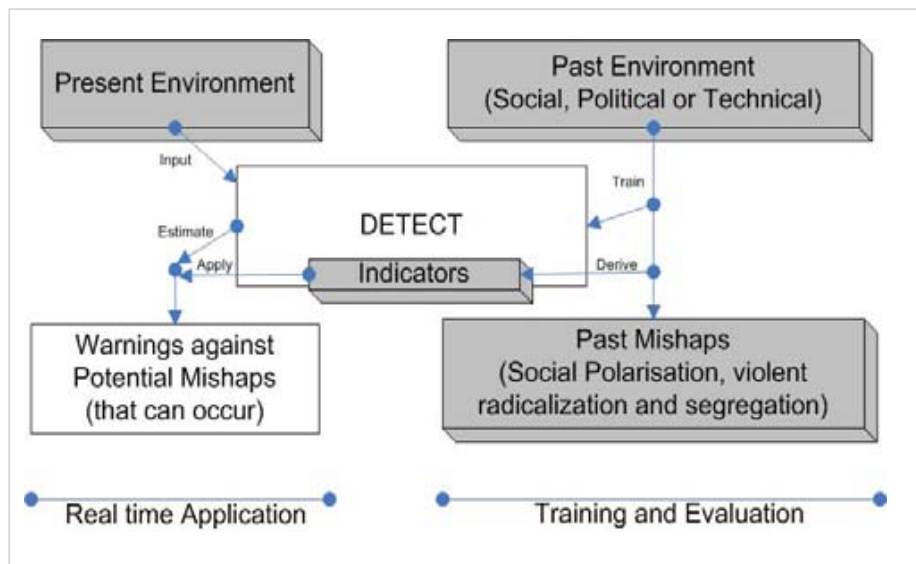 Present Environment
Past Environment
(Social, Political or Technical)
Input
Train
DETECT
Estimate
Apply
Indicators
Derive
Warnings against
Potential Mishaps
(that can occur)
Past Mishaps
(Social Polarisation, violent
radicalization and segregation)
Real time Application
Training and Evaluation